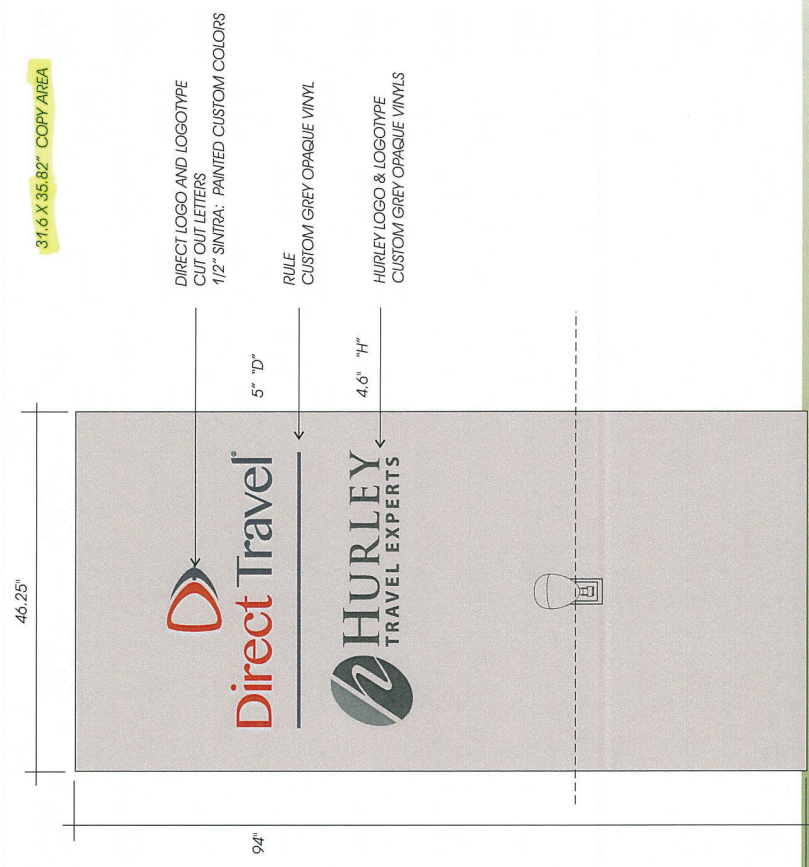 31.6 X 35.82" COPY AREA
46.25"
94"
DIRECT LOGO AND LOGOTYPE
CUT OUT LETTERS
1/2" SINTRA: PAINTED CUSTOM COLORS
Direct Travel®
5" "D"
RULE
CUSTOM GREY OPAQUE VINYL
4.6" "H"
HURLEY LOGO & LOGOTYPE
CUSTOM GREY OPAQUE VINYLS
HURLEY
TRAVEL EXPERTS